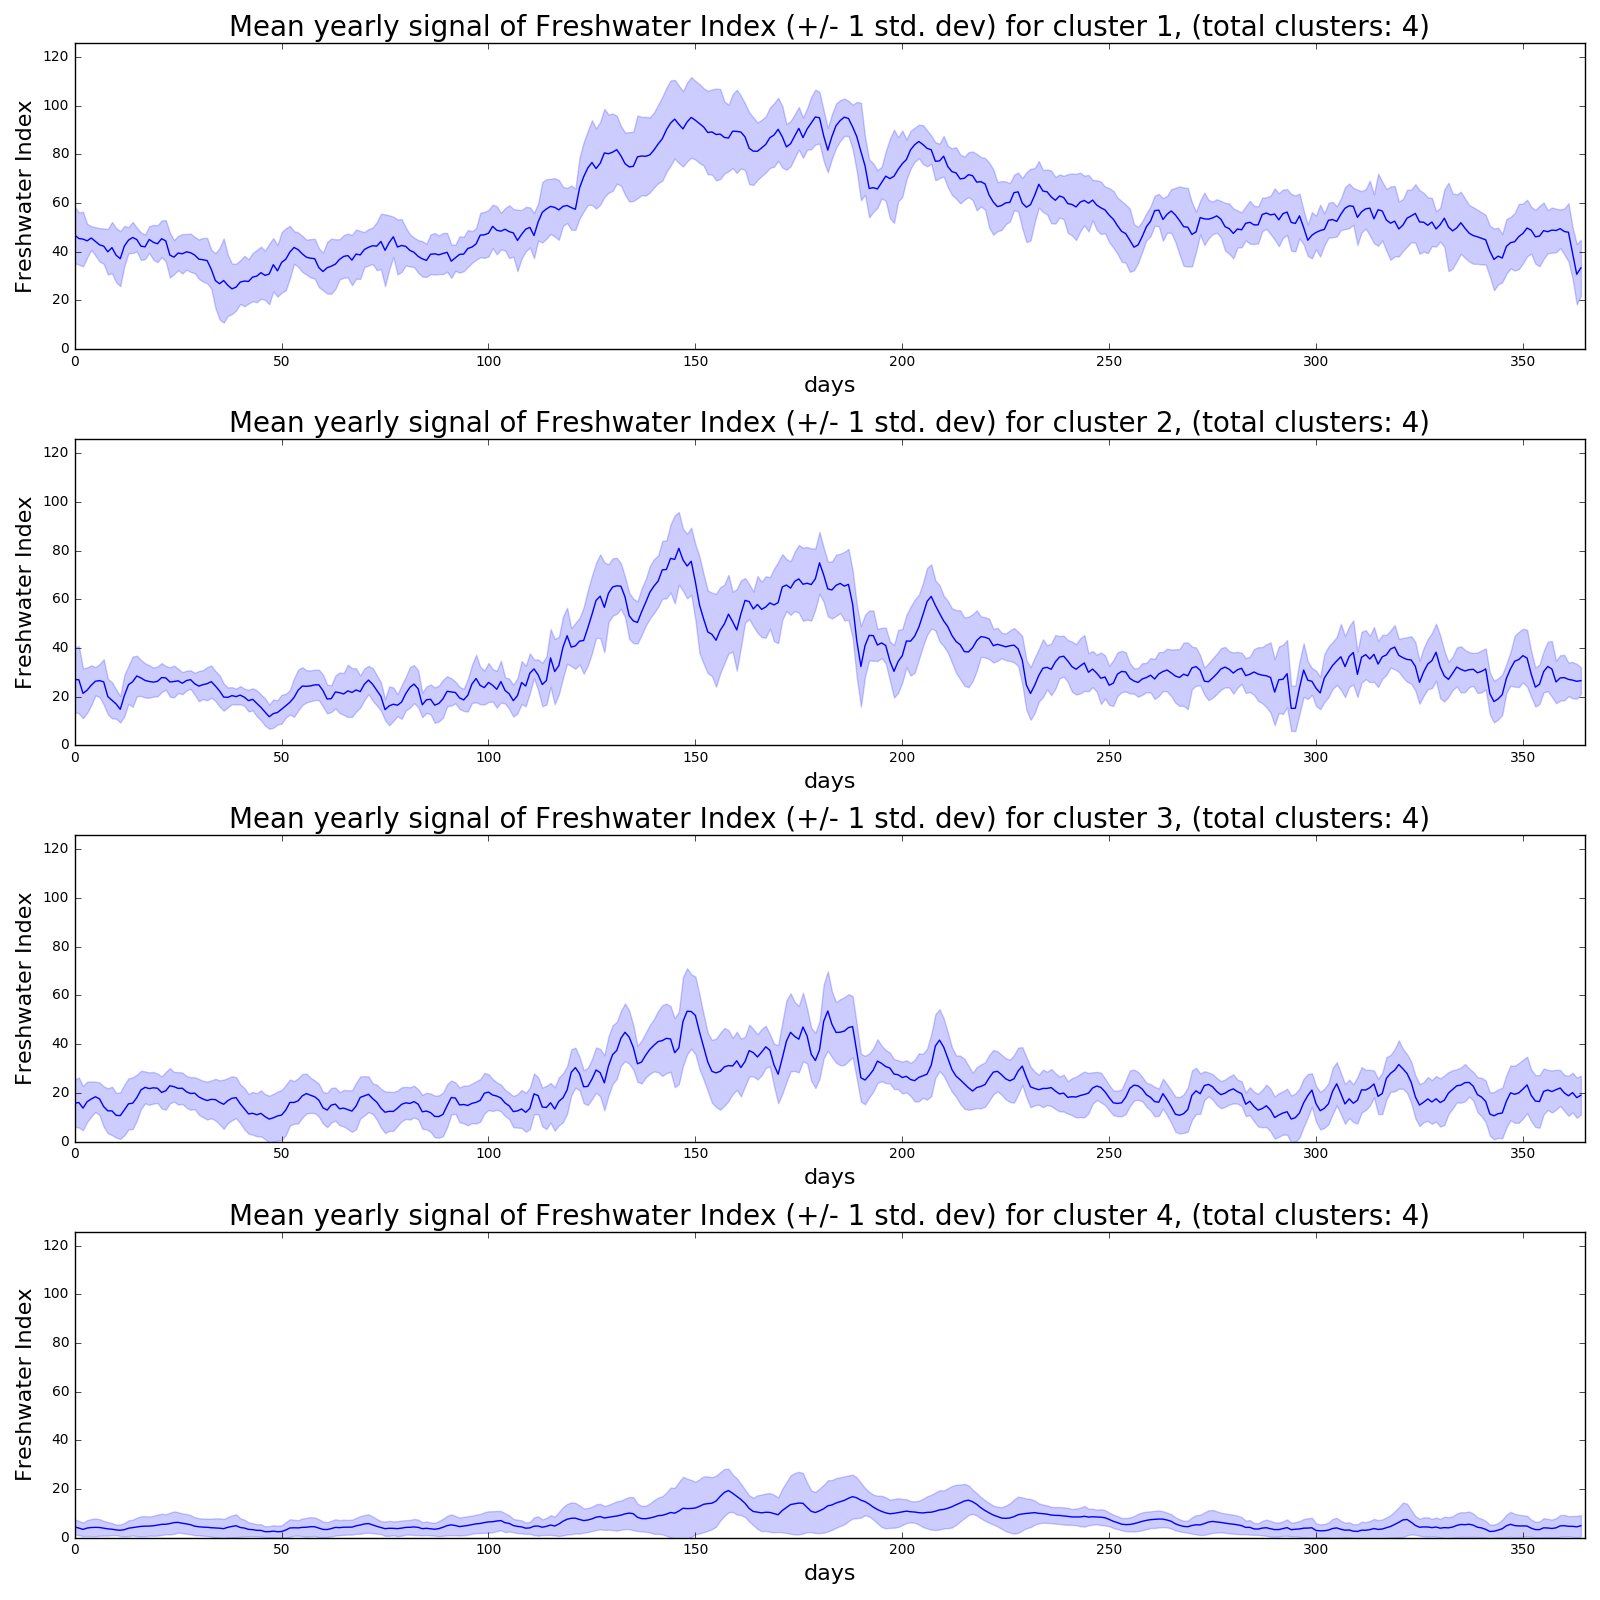 Mean yearly signal of Freshwater Index (+/- 1 std. dev) for cluster 1, (total clusters: 4)
Freshwater Index
120
100
80
60
40
20
0
0 50 100 150 200 250 300 350
days
Mean yearly signal of Freshwater Index (+/- 1 std. dev) for cluster 2, (total clusters: 4)
Freshwater Index
120
100
80
60
40
20
0
0 50 100 150 200 250 300 350
days
Mean yearly signal of Freshwater Index (+/- 1 std. dev) for cluster 3, (total clusters: 4)
Freshwater Index
120
100
80
60
40
20
0
0 50 100 150 200 250 300 350
days
Mean yearly signal of Freshwater Index (+/- 1 std. dev) for cluster 4, (total clusters: 4)
Freshwater Index
120
100
80
60
40
20
0
0 50 100 150 200 250 300 350
days